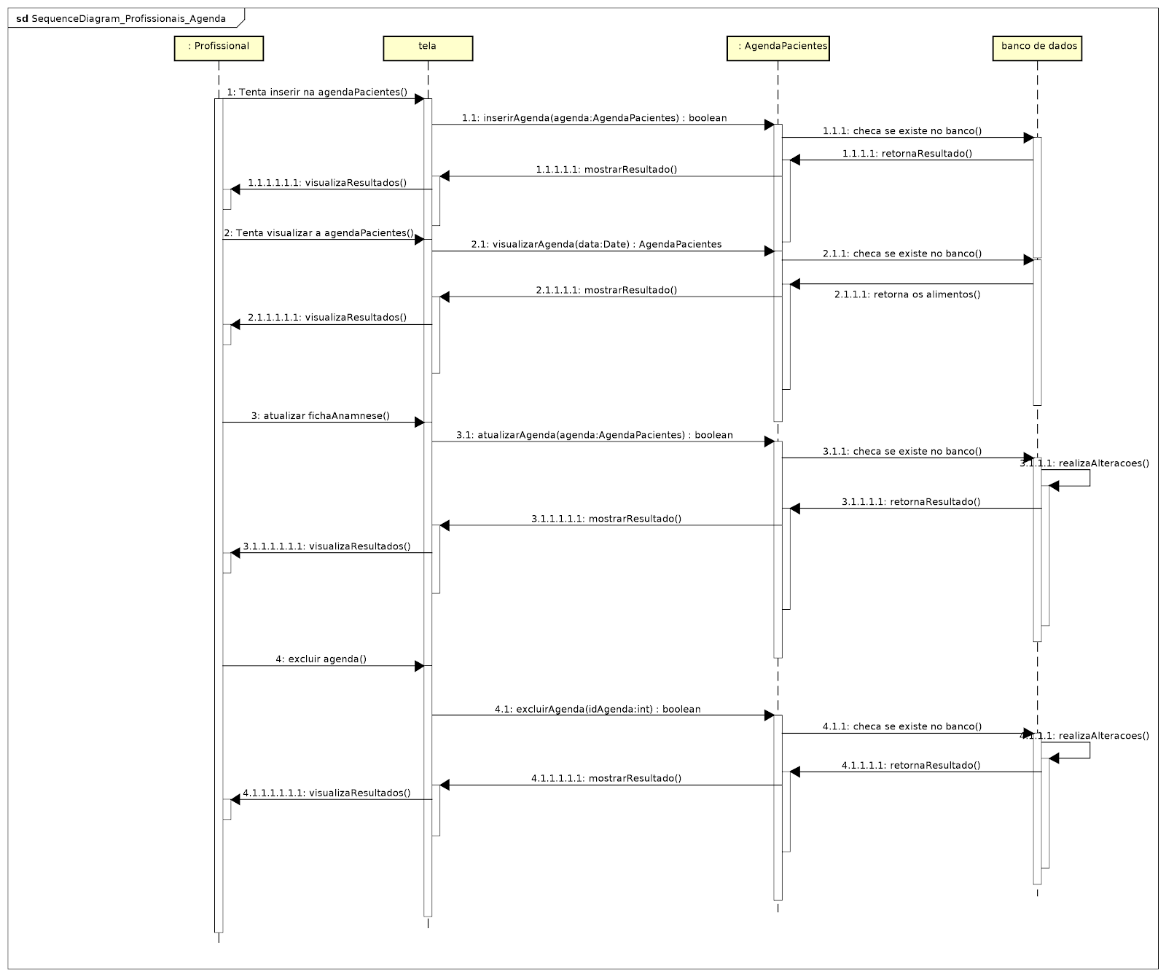 sd SequenceDiagram_Profissionais_Agenda
: Profissional
tela
: AgendaPacientes
banco de dados
1: Tenta inserir na agendaPacientes()
1.1: inserirAgenda(agenda:AgendaPacientes) : boolean
1.1.1: checa se existe no banco()
1.1.1.1: retornaResultado()
1.1.1.1.1: mostrarResultado()
1.1.1.1.1.1: visualizaResultados()
2: Tenta visualizar a agendaPacientes()
2.1: visualizarAgenda(data:Date) : AgendaPacientes
2.1.1: checa se existe no banco()
2.1.1.1: retorna os alimentos()
2.1.1.1.1: mostrarResultado()
2.1.1.1.1.1: visualizaResultados()
3: atualizar fichaAnamnese()
3.1: atualizarAgenda(agenda:AgendaPacientes) : boolean
3.1.1: checa se existe no banco()
3.1.1.1: realizaAlteracoes()
3.1.1.1.1: retornaResultado()
3.1.1.1.1.1: mostrarResultado()
3.1.1.1.1.1.1: visualizaResultados()
4: excluir agenda()
4.1: excluirAgenda(idAgenda:int) : boolean
4.1.1: checa se existe no banco()
4.1.1.1: realizaAlteracoes()
4.1.1.1.1: retornaResultado()
4.1.1.1.1.1: mostrarResultado()
4.1.1.1.1.1.1: visualizaResultados()